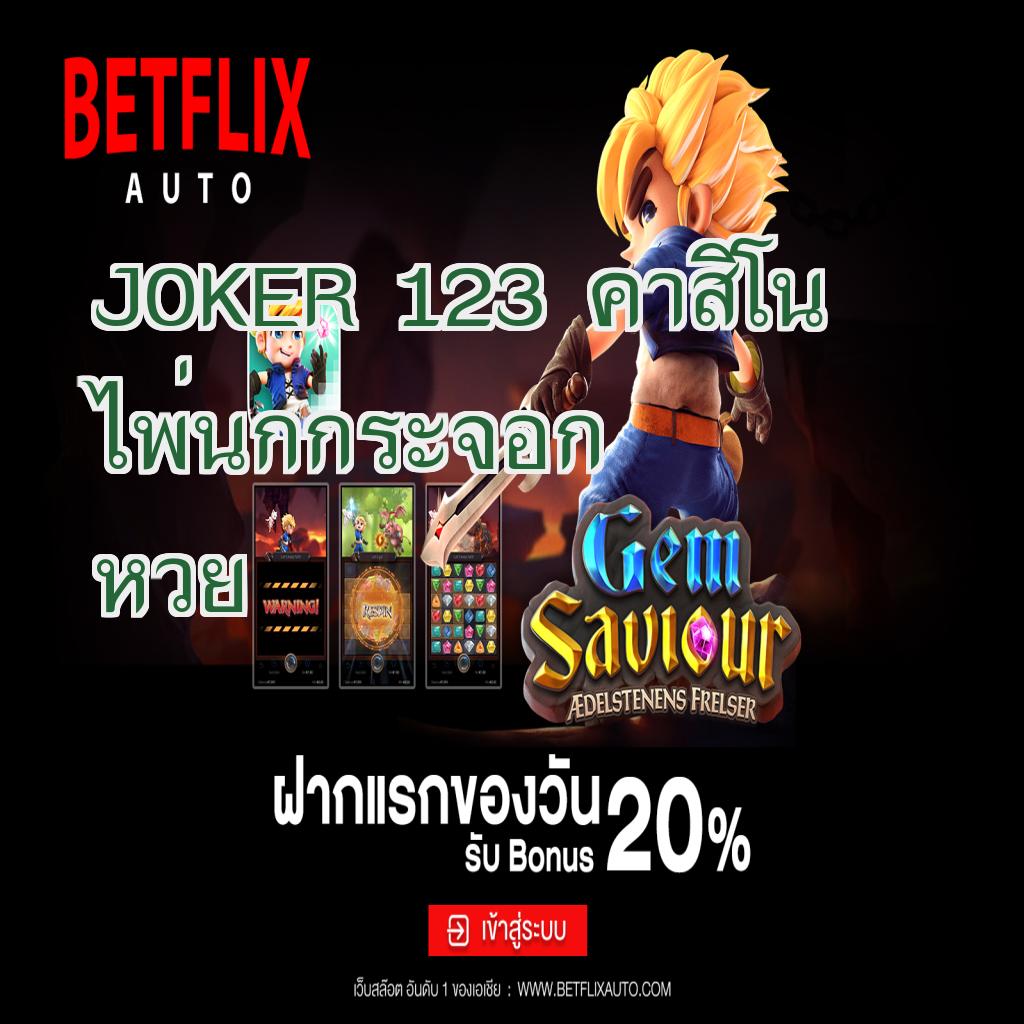 BETFLIX
AUTO
JOKER 123 คาสิโน
ไพ่นกกระจอก
หวย
WARNING!
Gem
Saviour
ÆDELSTENENS FRELSER
ฝากแรกของวัน
รับ Bonus 20%
เข้าสู่ระบบ
เว็บสล๊อต อันดับ 1 ของเอเชีย : WWW.BETFLIXAUTO.COM